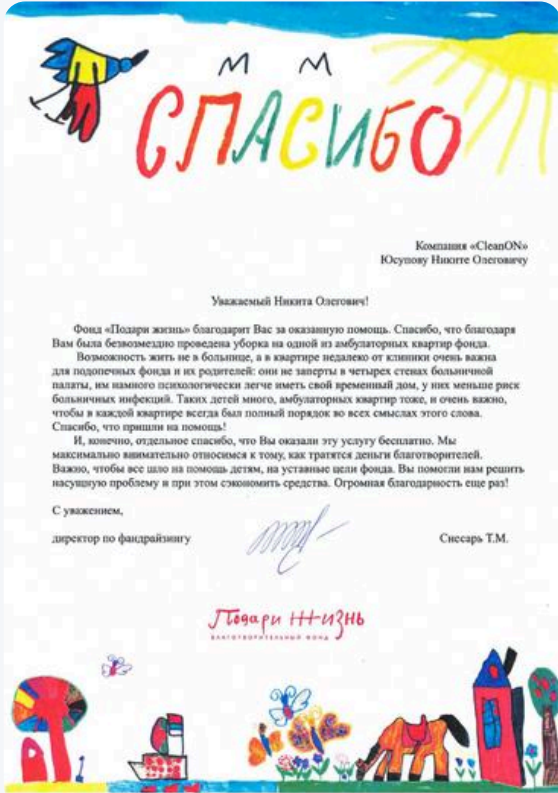 СПАСИБО
Компания «CleanON»
Юсупову Никите Олеговичу
Уважаемый Никита Олегович!
Фонд «Подари жизнь» благодарит Вас за оказанную помощь. Спасибо, что благодаря
Вам была безвозмездно проведена уборка на одной из амбулаторных квартир фонда.
Возможность жить не в больнице, а в квартире недалеко от клиники очень важна
для подопечных фонда и их родителей: они не заперты в четырех стенах больничной
палаты, им намного психологически легче иметь свой временный дом, у них меньше риск
больничных инфекций. Таких детей много, амбулаторных квартир тоже, и очень важно,
чтобы в каждой квартире всегда был полный порядок во всех смыслах этого слова.
Спасибо, что пришли на помощь!
И, конечно, отдельное спасибо, что Вы оказали эту услугу бесплатно. Мы
максимально внимательно относимся к тому, как тратятся деньги благотворителей.
Важно, чтобы все шло на помощь детям, на уставные цели фонда. Вы помогли нам решить
насущную проблему и при этом сэкономить средства. Огромная благодарность еще раз!
С уважением,
директор по фандрайзингу Снесарь Т.М.
Подари жизнь
БЛАГОТВОРИТЕЛЬНЫЙ ФОНД